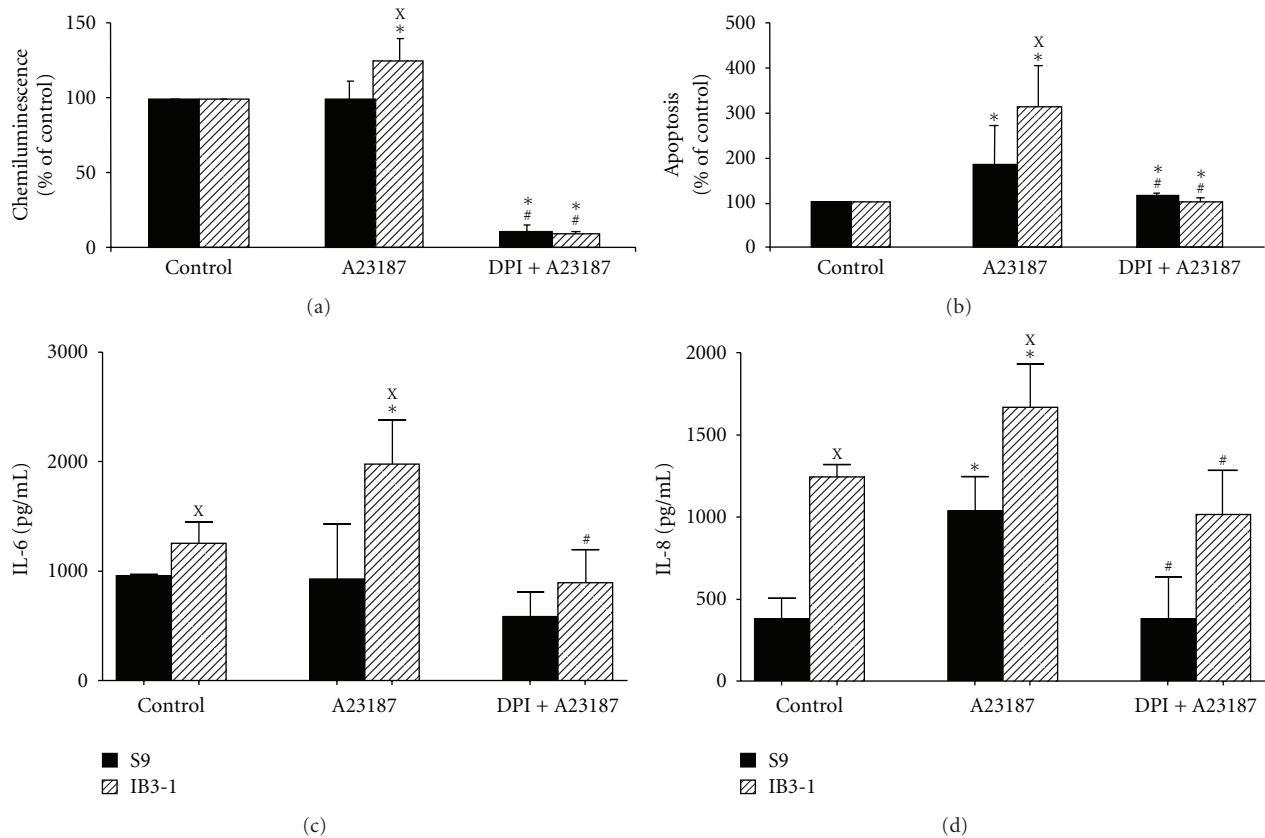 Chemiluminescence
(% of control)
150
100
50
0
X
*
*
#
*
#
Control
A23187
DPI + A23187
(a)
Apoptosis
(% of control)
500
400
300
200
100
0
*
X
*
*
#
*
#
Control
A23187
DPI + A23187
(b)
IL-6 (pg/mL)
3000
2000
1000
0
X
X
*
#
Control
A23187
DPI + A23187
S9
IB3-1
(c)
IL-8 (pg/mL)
2000
1500
1000
500
0
X
*
X
*
#
#
Control
A23187
DPI + A23187
S9
IB3-1
(d)